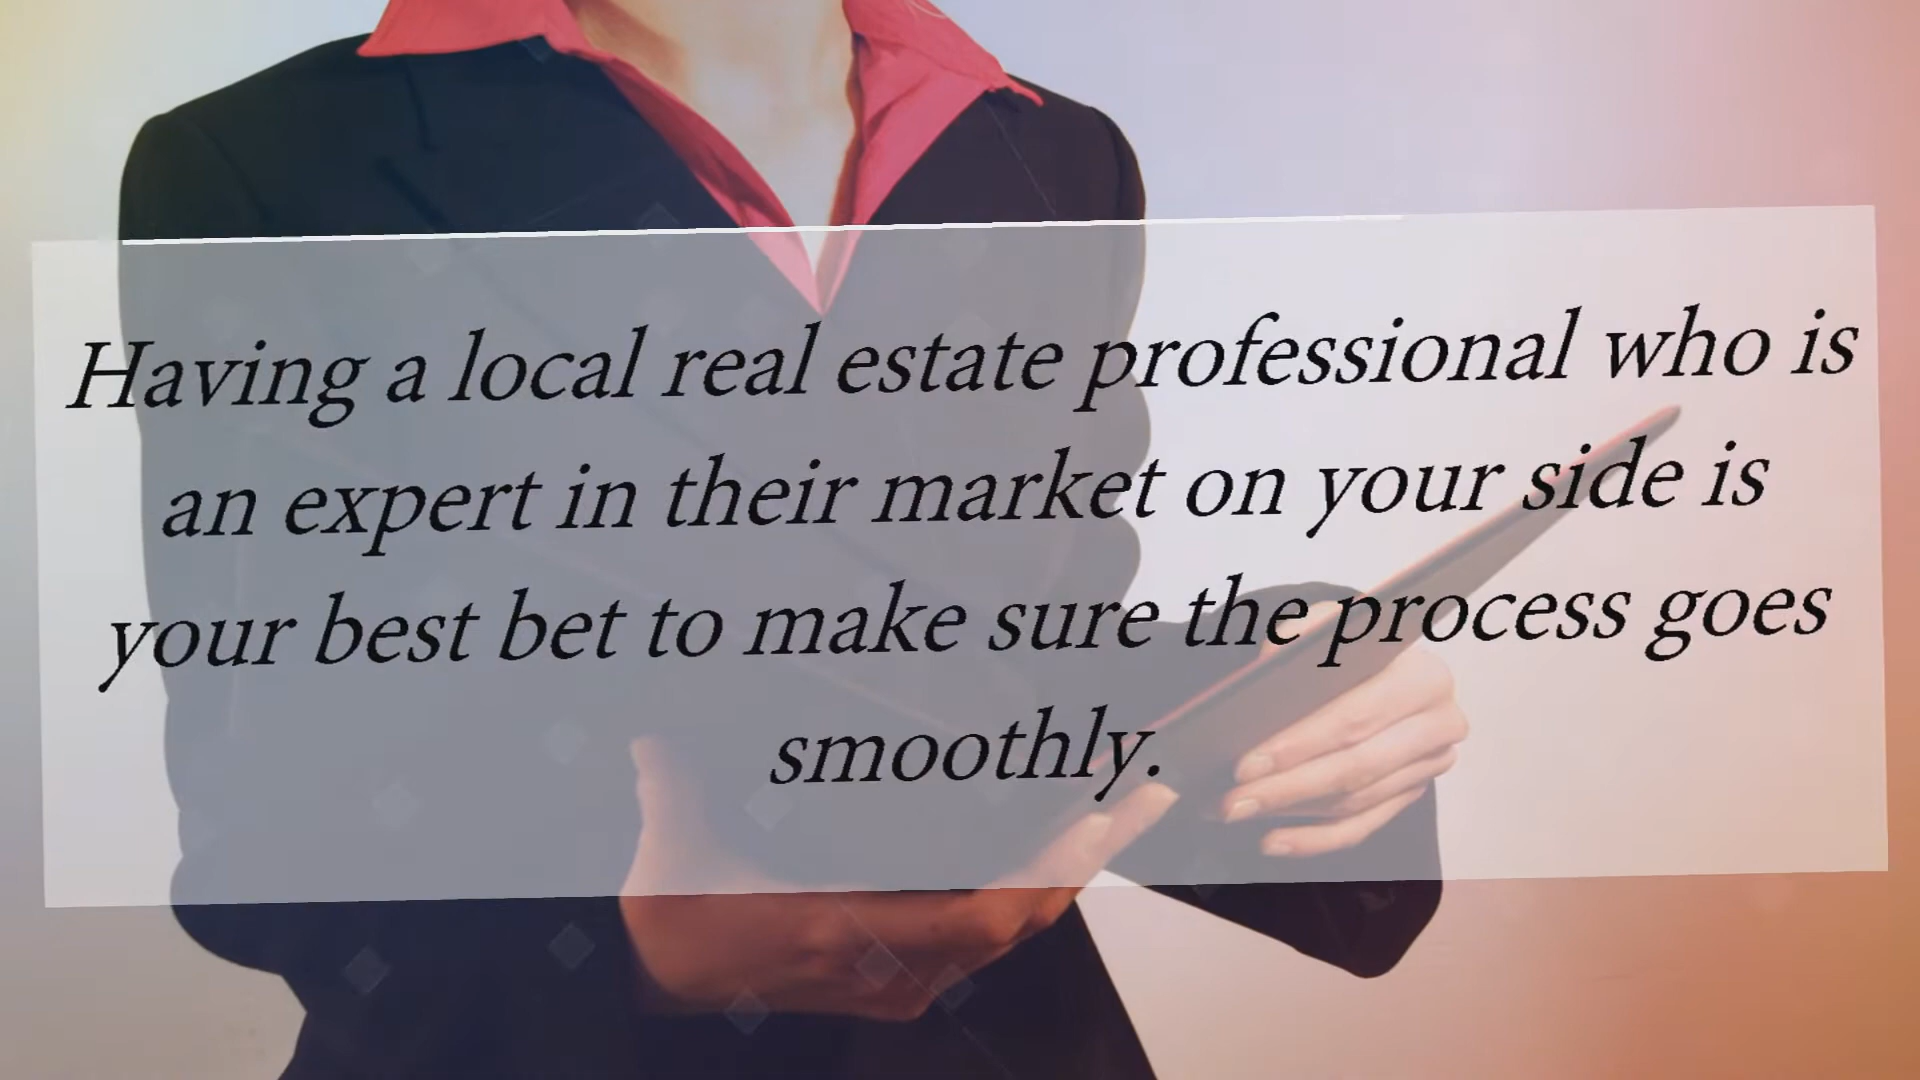 Having a local real estate professional who is
an expert in their market on your side is
your best bet to make sure the process goes
smoothly.